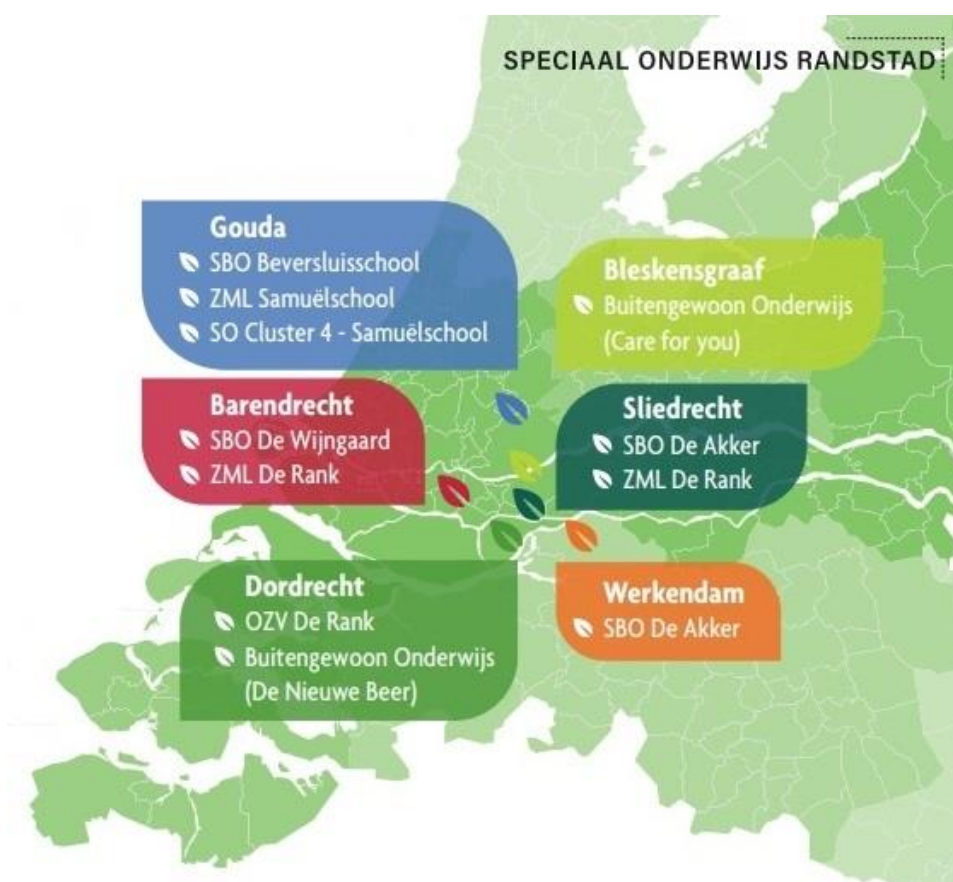 SPECIAAL ONDERWIJS RANDSTAD
Gouda
SBO Beversluisschool
ZML Samuëlschool
SO Cluster 4 - Samuëlschool
Bleskensgraaf
Buitengewoon Onderwijs
(Care for you)
Barendrecht
SBO De Wijngaard
ZML De Rank
Sliedrecht
SBO De Akker
ZML De Rank
Dordrecht
OZV De Rank
Buitengewoon Onderwijs
(De Nieuwe Beer)
Werkendam
SBO De Akker